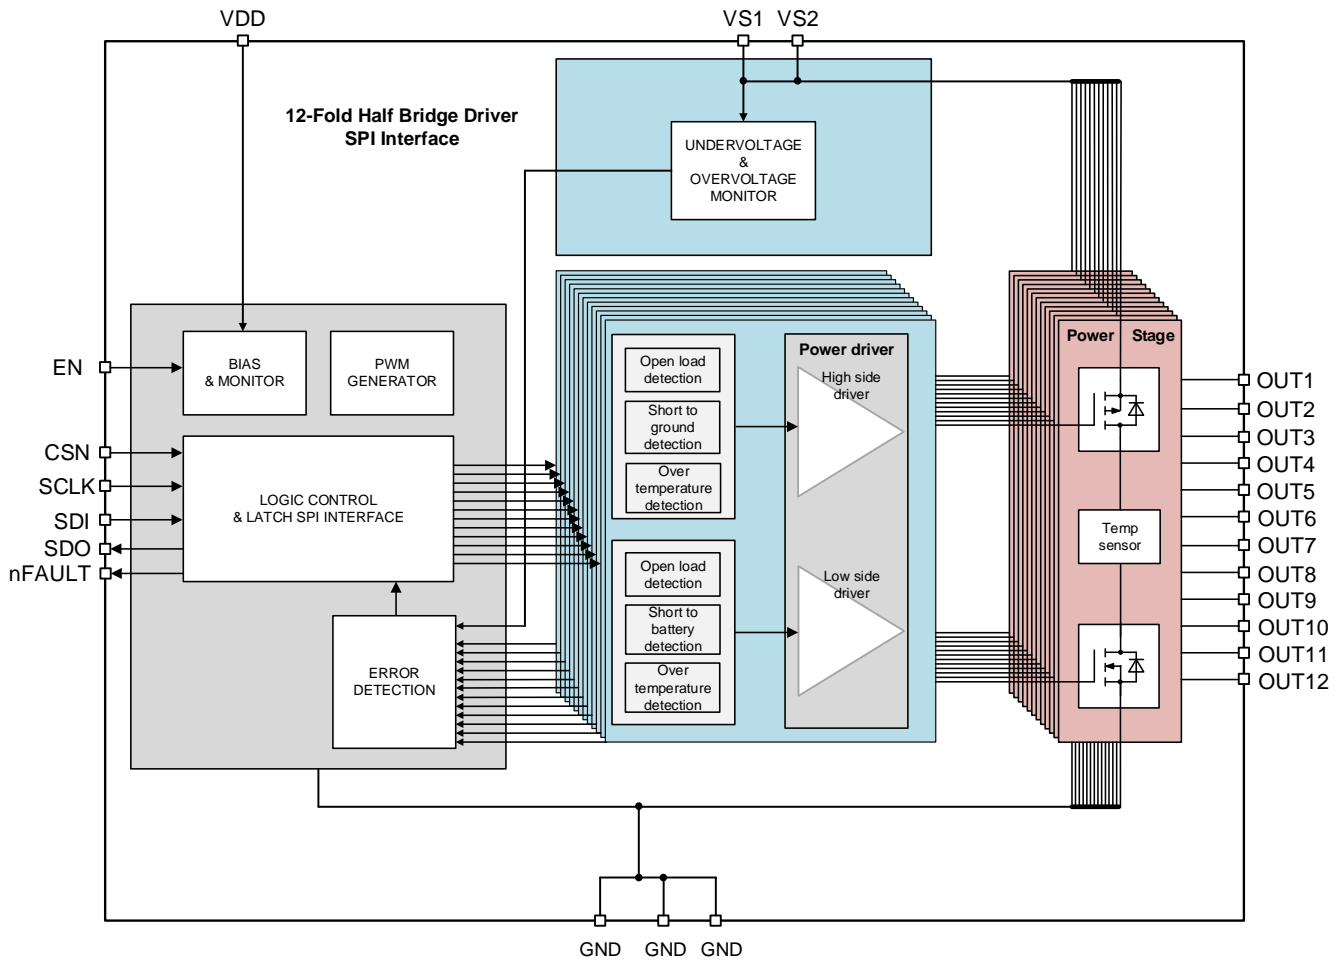 VDD
VS1 VS2
12-Fold Half Bridge Driver
SPI Interface
UNDERVOLTAGE
&
OVERVOLTAGE
MONITOR
EN
BIAS
& MONITOR
PWM
GENERATOR
CSN
SCLK
SDI
SDO
nFAULT
LOGIC CONTROL
& LATCH SPI INTERFACE
ERROR
DETECTION
Open load
detection
Short to
ground
detection
Over
temperature
detection
Open load
detection
Short to
battery
detection
Over
temperature
detection
Power driver
High side
driver
Low side
driver
Power Stage
Temp
sensor
OUT1
OUT2
OUT3
OUT4
OUT5
OUT6
OUT7
OUT8
OUT9
OUT10
OUT11
OUT12
GND GND GND